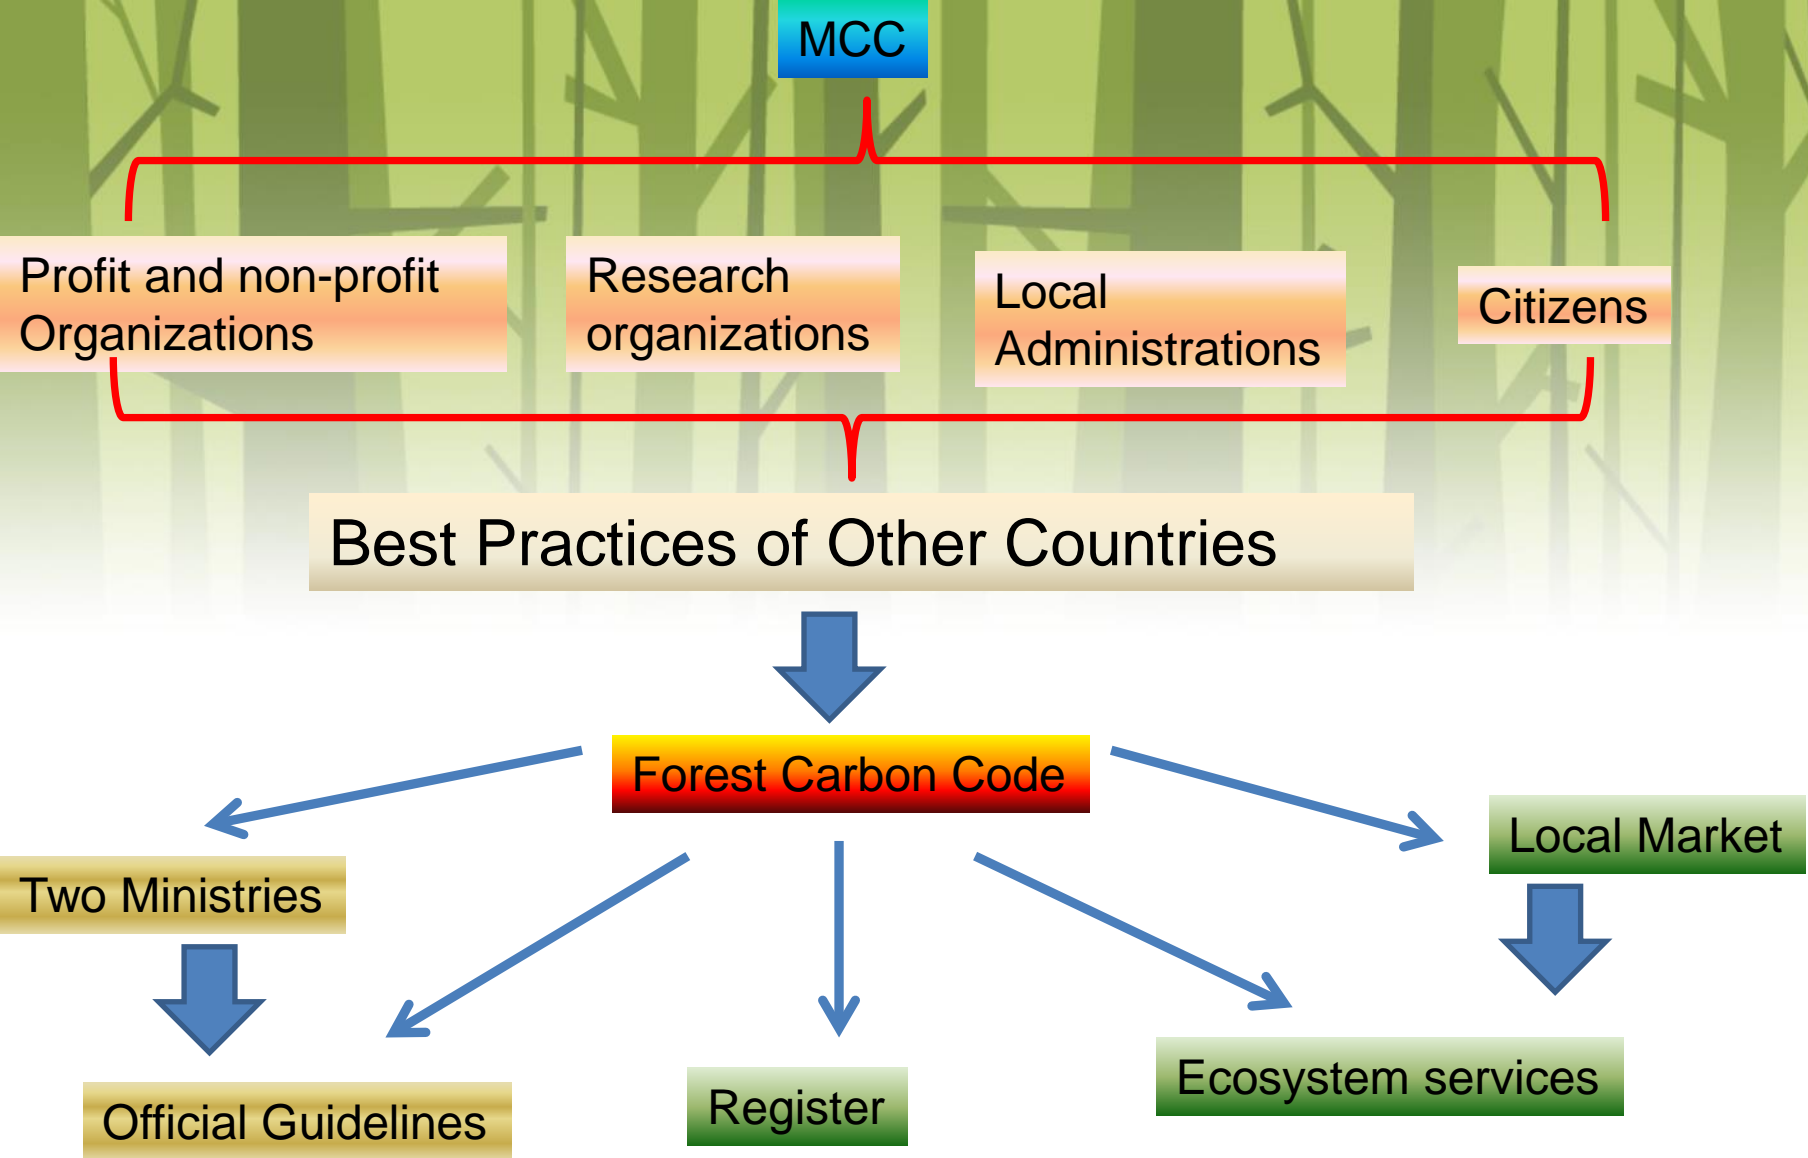 MCC
Profit and non-profit
Organizations
Research
organizations
Local
Administrations
Citizens
Best Practices of Other Countries
Forest Carbon Code
Local Market
Two Ministries
Ecosystem services
Register
Official Guidelines